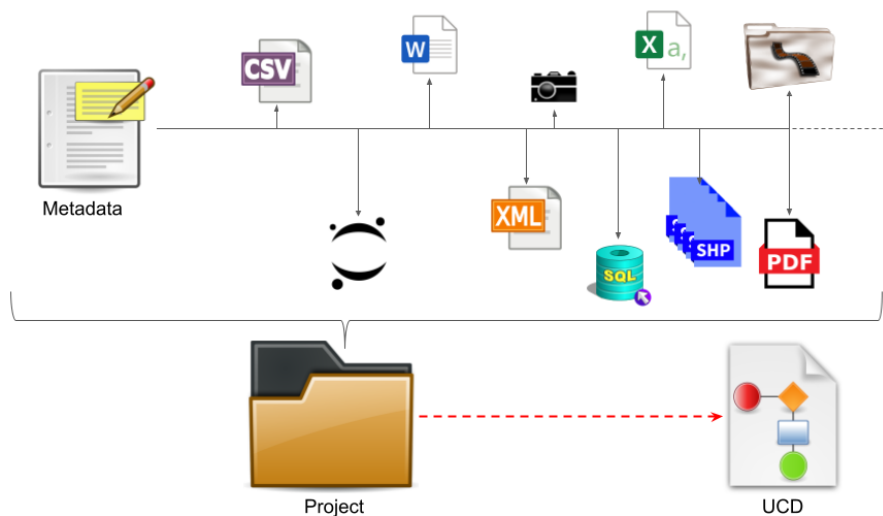 CSV
W
X a,
Metadata
XML
SQL
SHP
PDF
Project
UCD